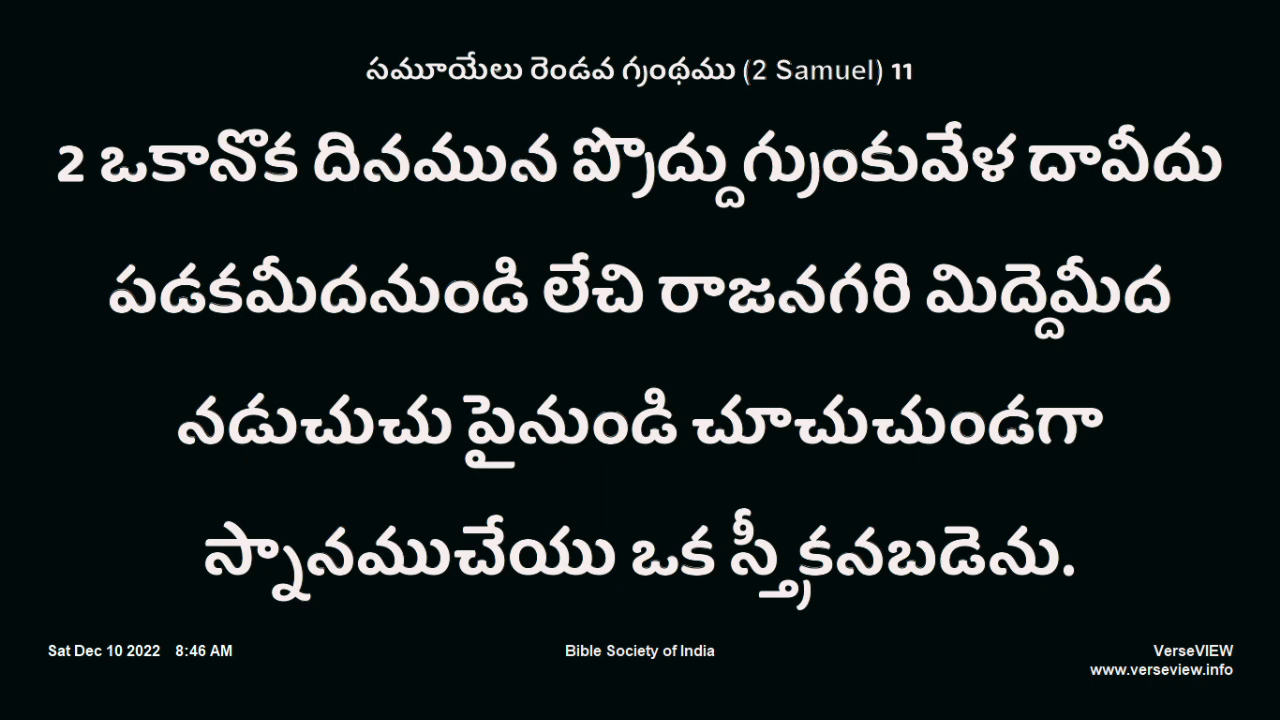 సమూయేలు రెండవ గ్రంథము (2 Samuel) 11
2 ఒకానొక దినమున ప్రొద్దుగ్రుంకువేళ దావీదు
పడకమీదనుండి లేచి రాజనగరి మిద్దెమీద
నడుచుచు పైనుండి చూచుచుండగా
స్నానముచేయు ఒక స్త్రీకనబడెను.
Sat Dec 10 2022 8:46 AM Bible Society of India VerseVIEW
www.verseview.info